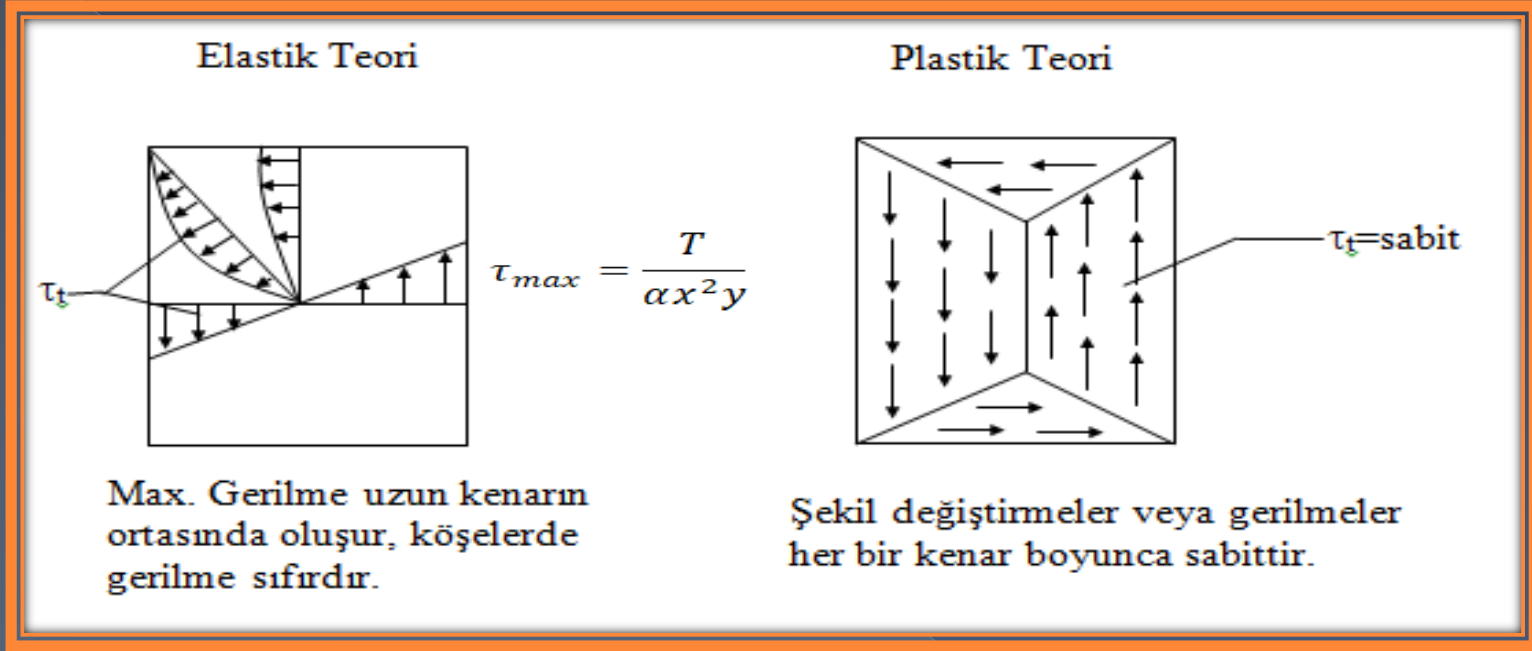 Elastik Teori
τt
τmax = T / αx²y
Max. Gerilme uzun kenarın
ortasında oluşur, köşelerde
gerilme sıfırdır.
Plastik Teori
τt=sabit
Şekil değiştirmeler veya gerilmeler
her bir kenar boyunca sabittir.